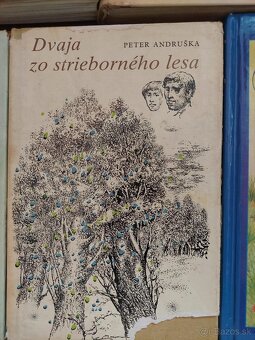 Dvaja
PETER ANDRUŠKA
zo strieborného lesa
bazos.sk